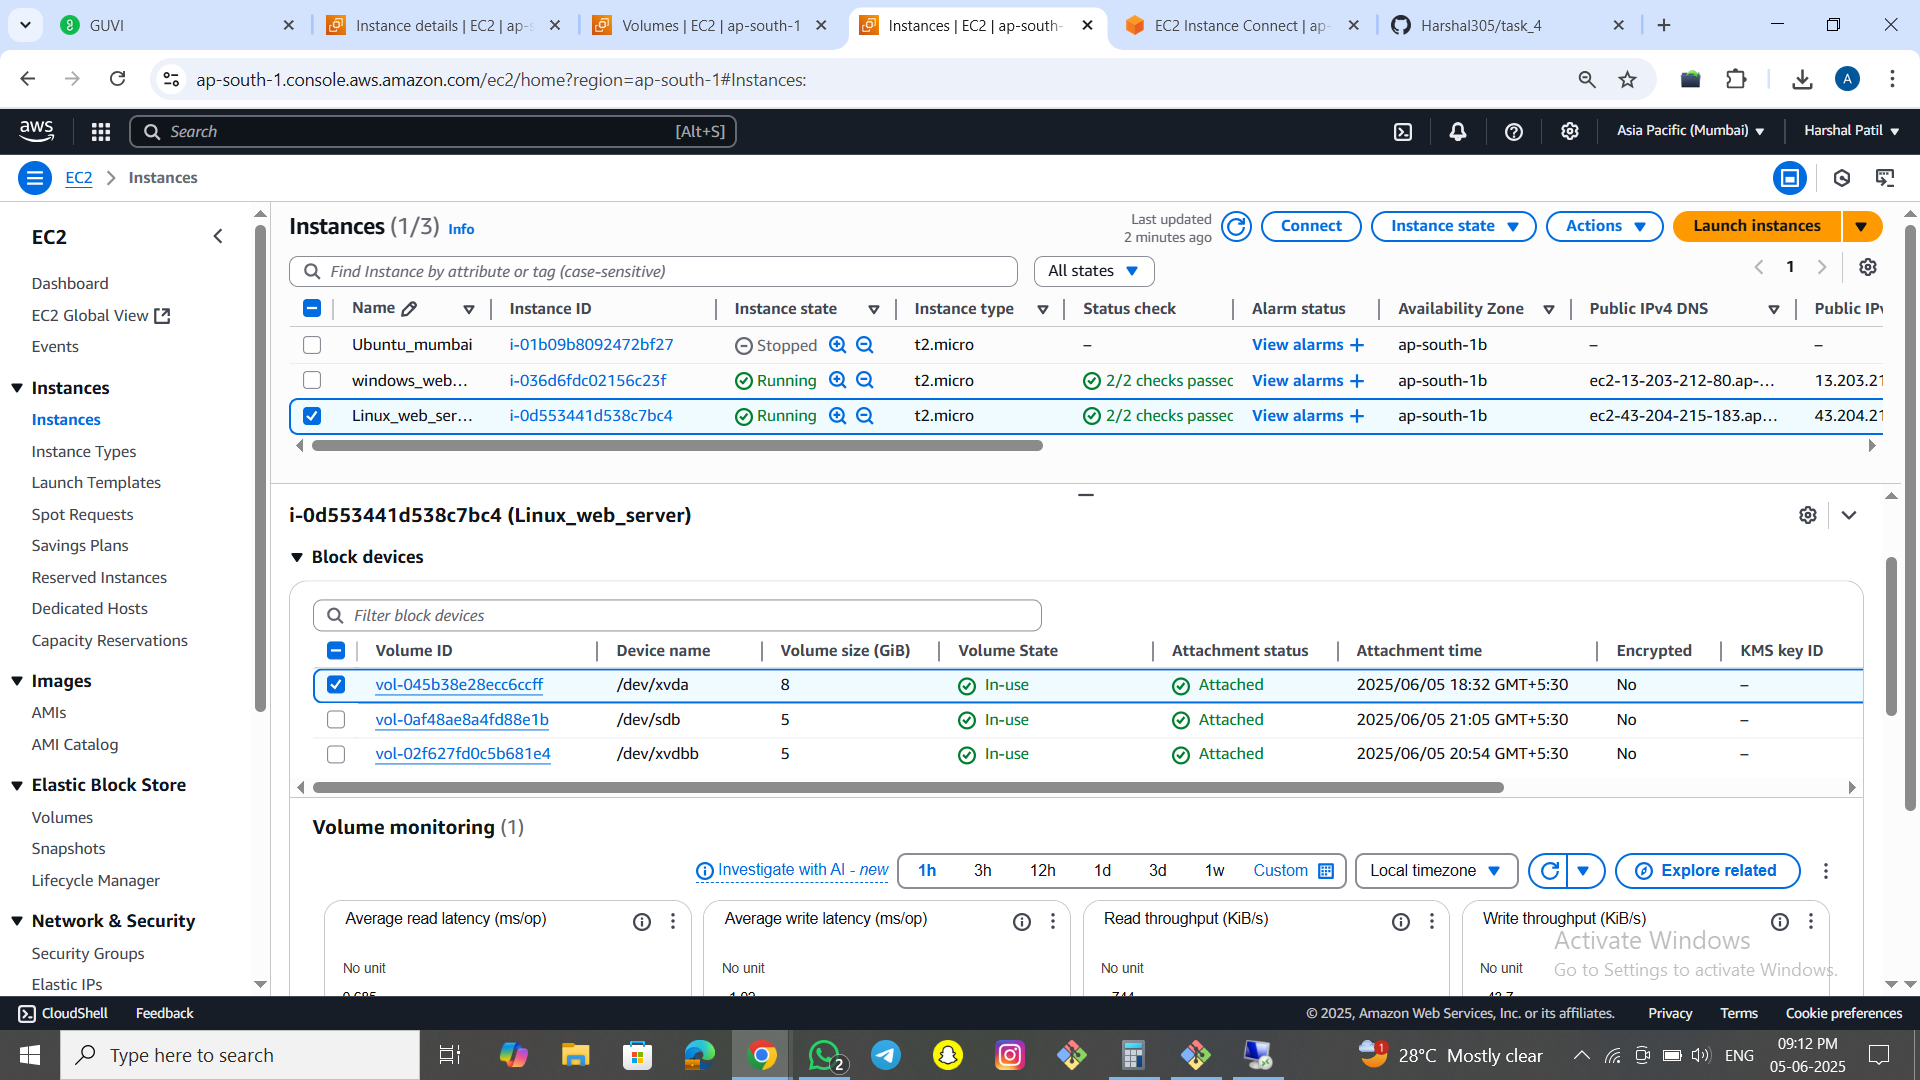 GUVI
Instance details | EC2 | ap-s
Volumes | EC2 | ap-south-1
Instances | EC2 | ap-south-
EC2 Instance Connect | ap-
Harshal305/task_4
ap-south-1.console.aws.amazon.com/ec2/home?region=ap-south-1#Instances:
A
aws
Search
[Alt+S]
Asia Pacific (Mumbai)
Harshal Patil
EC2
Instances
EC2
Dashboard
EC2 Global View
Events
Instances
Instances
Instance Types
Launch Templates
Spot Requests
Savings Plans
Reserved Instances
Dedicated Hosts
Capacity Reservations
Images
AMIs
AMI Catalog
Elastic Block Store
Volumes
Snapshots
Lifecycle Manager
Network & Security
Security Groups
Elastic IPs
Instances (1/3) Info
Last updated
2 minutes ago
Connect
Instance state
Actions
Launch instances
Find Instance by attribute or tag (case-sensitive)
All states
1
Name Instance ID Instance state Instance type Status check Alarm status Availability Zone Public IPv4 DNS Public IPv
Ubuntu_mumbai i-01b09b8092472bf27 Stopped t2.micro – View alarms + ap-south-1b – –
windows_web... i-036d6fdc02156c23f Running t2.micro 2/2 checks passec View alarms + ap-south-1b ec2-13-203-212-80.ap-... 13.203.21
Linux_web_ser... i-0d553441d538c7bc4 Running t2.micro 2/2 checks passec View alarms + ap-south-1b ec2-43-204-215-183.ap... 43.204.21
i-0d553441d538c7bc4 (Linux_web_server)
Block devices
Filter block devices
Volume ID Device name Volume size (GiB) Volume State Attachment status Attachment time Encrypted KMS key ID
vol-045b38e28ecc6ccff /dev/xvda 8 In-use Attached 2025/06/05 18:32 GMT+5:30 No –
vol-0af48ae8a4fd88e1b /dev/sdb 5 In-use Attached 2025/06/05 21:05 GMT+5:30 No –
vol-02f627fd0c5b681e4 /dev/xvdbb 5 In-use Attached 2025/06/05 20:54 GMT+5:30 No –
Volume monitoring (1)
Investigate with AI - new
1h 3h 12h 1d 3d 1w Custom
Local timezone
Explore related
Average read latency (ms/op)
No unit
Average write latency (ms/op)
No unit
Read throughput (KiB/s)
No unit
Write throughput (KiB/s)
No unit
Activate Windows
Go to Settings to activate Windows.
CloudShell
Feedback
© 2025, Amazon Web Services, Inc. or its affiliates.
Privacy
Terms
Cookie preferences
Type here to search
2
1
28°C Mostly clear
ENG
09:12 PM
05-06-2025